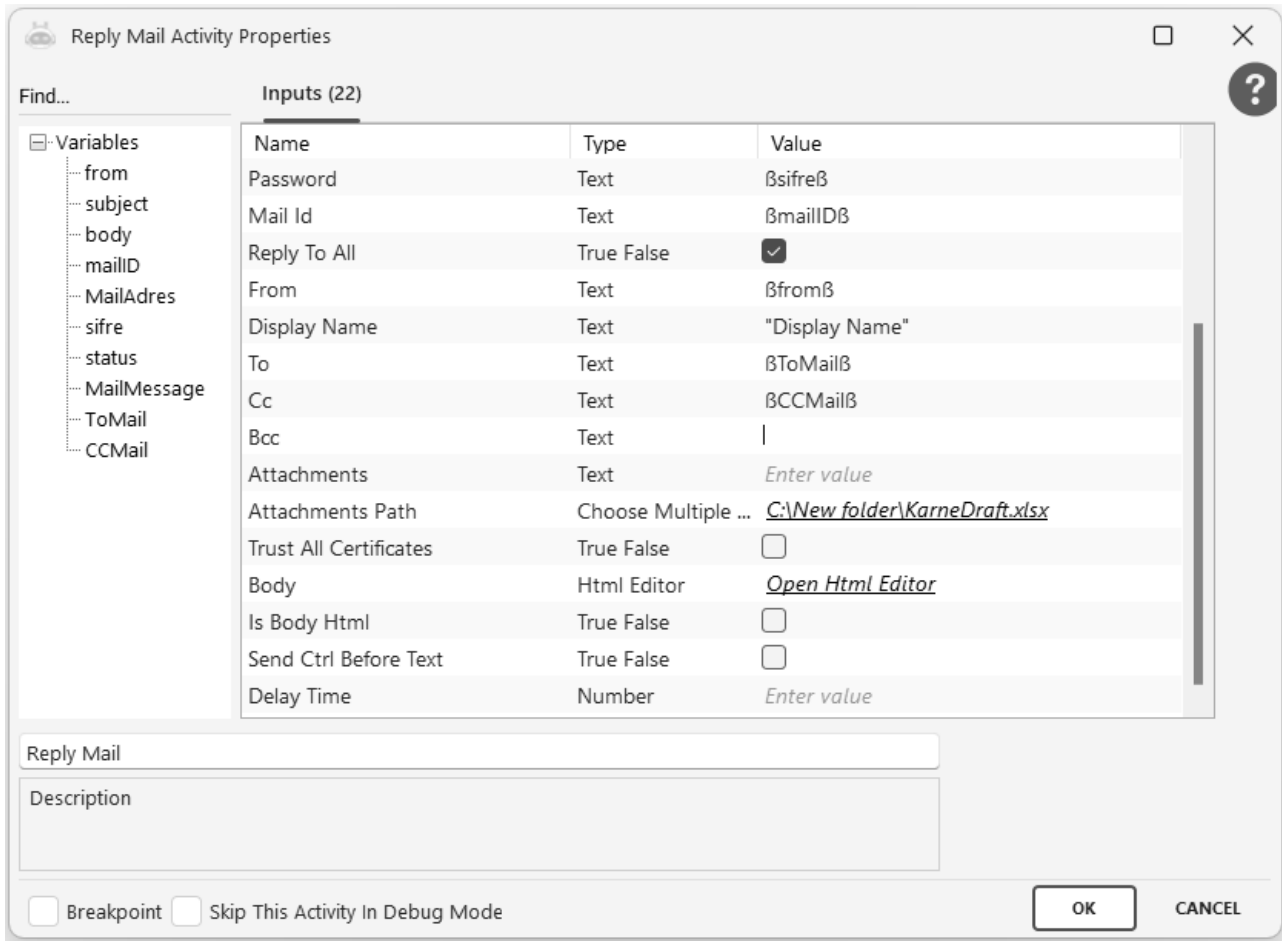 Reply Mail Activity Properties
Find...
Inputs (22)
?
Variables
from
subject
body
mailID
MailAdres
sifre
status
MailMessage
ToMail
CCMail
Name Type Value
Password Text ßsifreß
Mail Id Text ßmailIDß
Reply To All True False
From Text ßfromß
Display Name Text "Display Name"
To Text ßToMailß
Cc Text ßCCMailß
Bcc Text
Attachments Text Enter value
Attachments Path Choose Multiple ... C:\New folder\KarneDraft.xlsx
Trust All Certificates True False
Body Html Editor Open Html Editor
Is Body Html True False
Send Ctrl Before Text True False
Delay Time Number Enter value
Reply Mail
Description
Breakpoint Skip This Activity In Debug Mode OK CANCEL